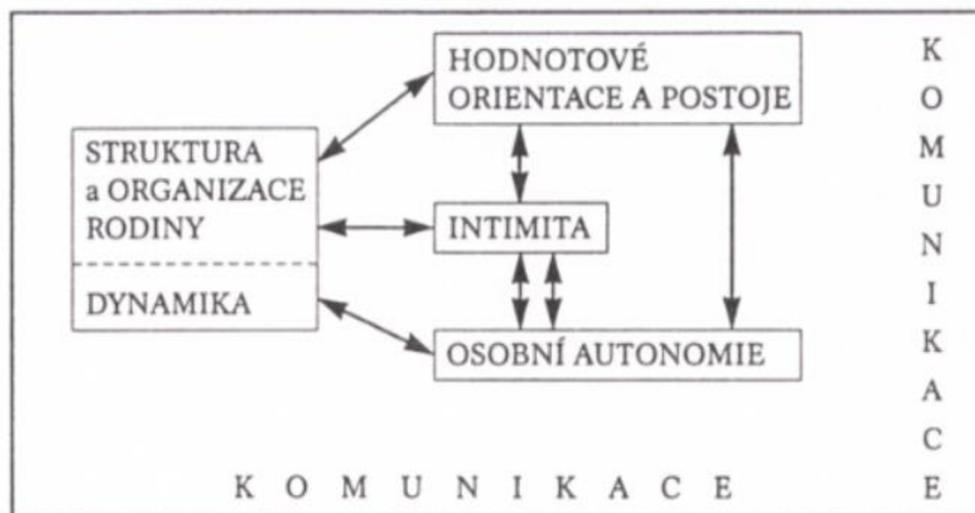 HODNOTOVÉ
ORIENTACE A POSTOJE
STRUKTURA
a ORGANIZACE
RODINY
INTIMITA
DYNAMIKA
OSOBNÍ AUTONOMIE
K O M U N I K A C E
K
O
M
U
N
I
K
A
C
E